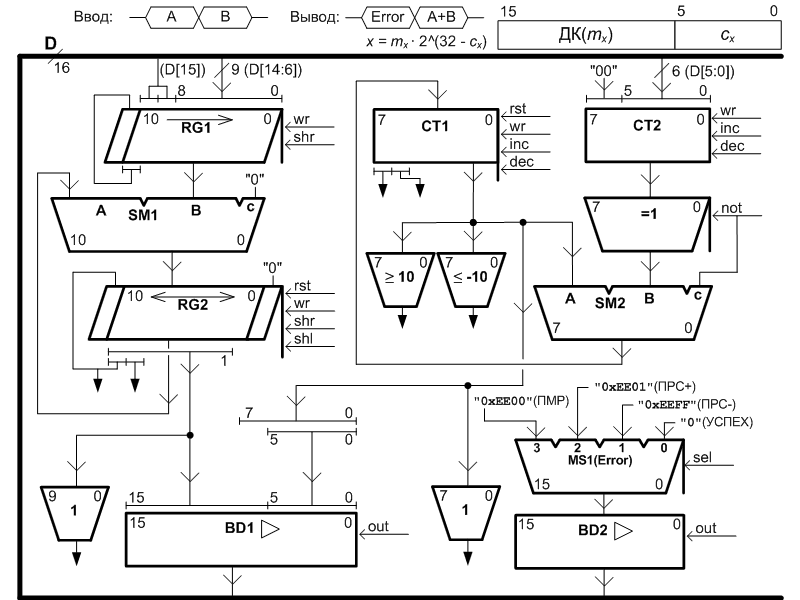 Ввод: A B Вывод: Error A+B
x = mx · 2^(32 - cx)
15 5 0
ДК(mx) cx
D
16
(D[15]) 9 (D[14:6])
8 0
10 0
RG1
wr
shr
"0"
A B c
SM1
10 0
"0"
10 0
RG2
rst
wr
shr
shl
1
7 0
CT1
rst
wr
inc
dec
"00" 6 (D[5:0])
7 5 0
7 0
CT2
wr
inc
dec
7 0
=1
not
7 0
≥ 10
7 0
≤ -10
A B c
SM2
7 0
7 0
5 0
9 0
1
15 5 0
15 0
BD1
out
7 0
1
"0xEE00"(ПМР)
"0xEE01"(ПРС+)
"0xEEFF"(ПРС-)
"0"(УСПЕХ)
3 2 1 0
MS1(Error)
15 0
sel
15 0
BD2
out